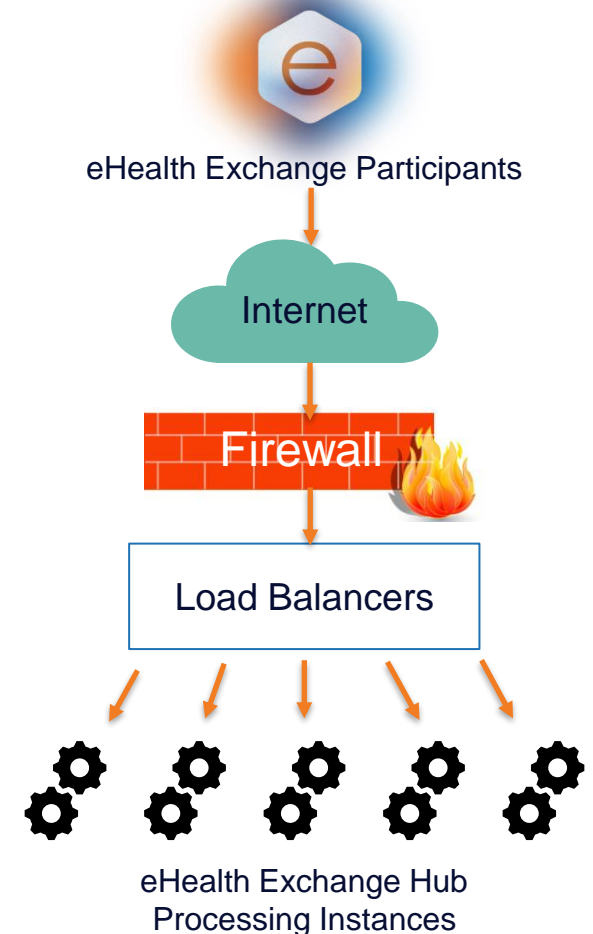 e
eHealth Exchange Participants
Internet
Firewall
Load Balancers
eHealth Exchange Hub
Processing Instances